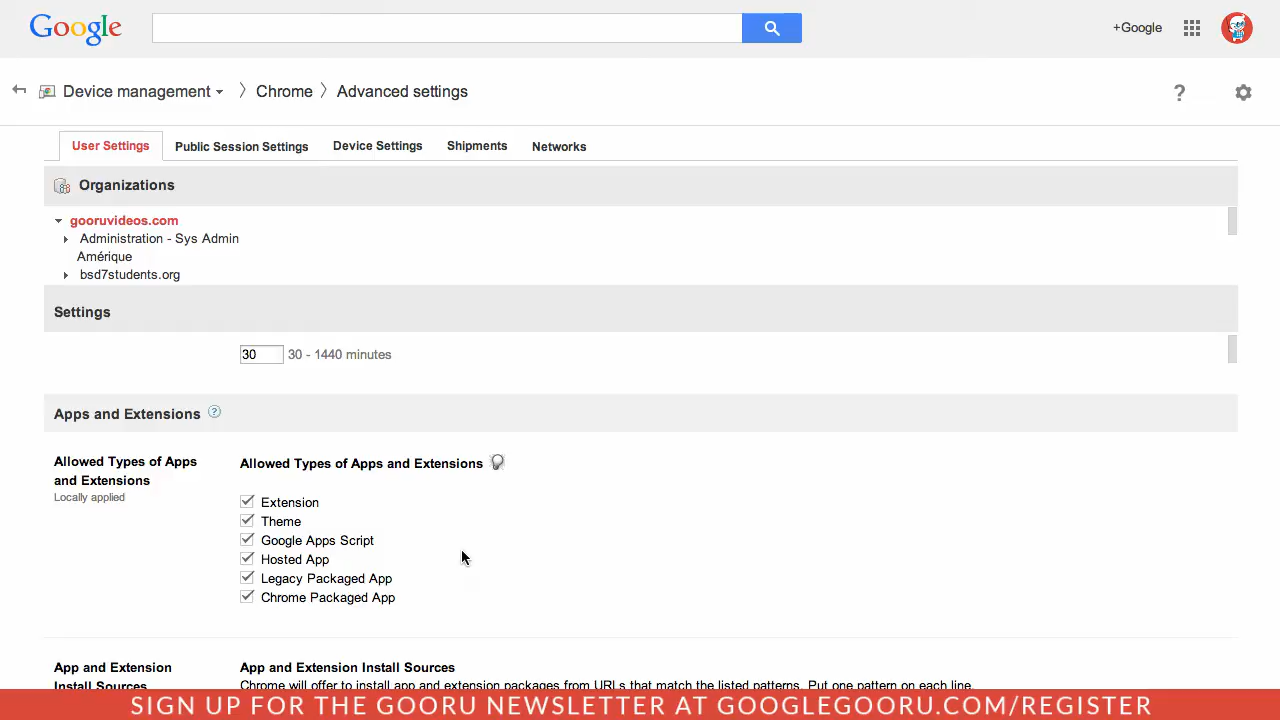 Google
+Google
Device management
Chrome
Advanced settings
?
User Settings
Public Session Settings
Device Settings
Shipments
Networks
Organizations
gooruvideos.com
Administration - Sys Admin
Amérique
bsd7students.org
Settings
30 30 - 1440 minutes
Apps and Extensions ?
Allowed Types of Apps
and Extensions
Locally applied
Allowed Types of Apps and Extensions
Extension
Theme
Google Apps Script
Hosted App
Legacy Packaged App
Chrome Packaged App
App and Extension
Install Sources
App and Extension Install Sources
Chrome will offer to install app and extension packages from URLs that match the listed patterns. Put one pattern on each line.
SIGN UP FOR THE GOORU NEWSLETTER AT GOOGLEGOORU.COM/REGISTER